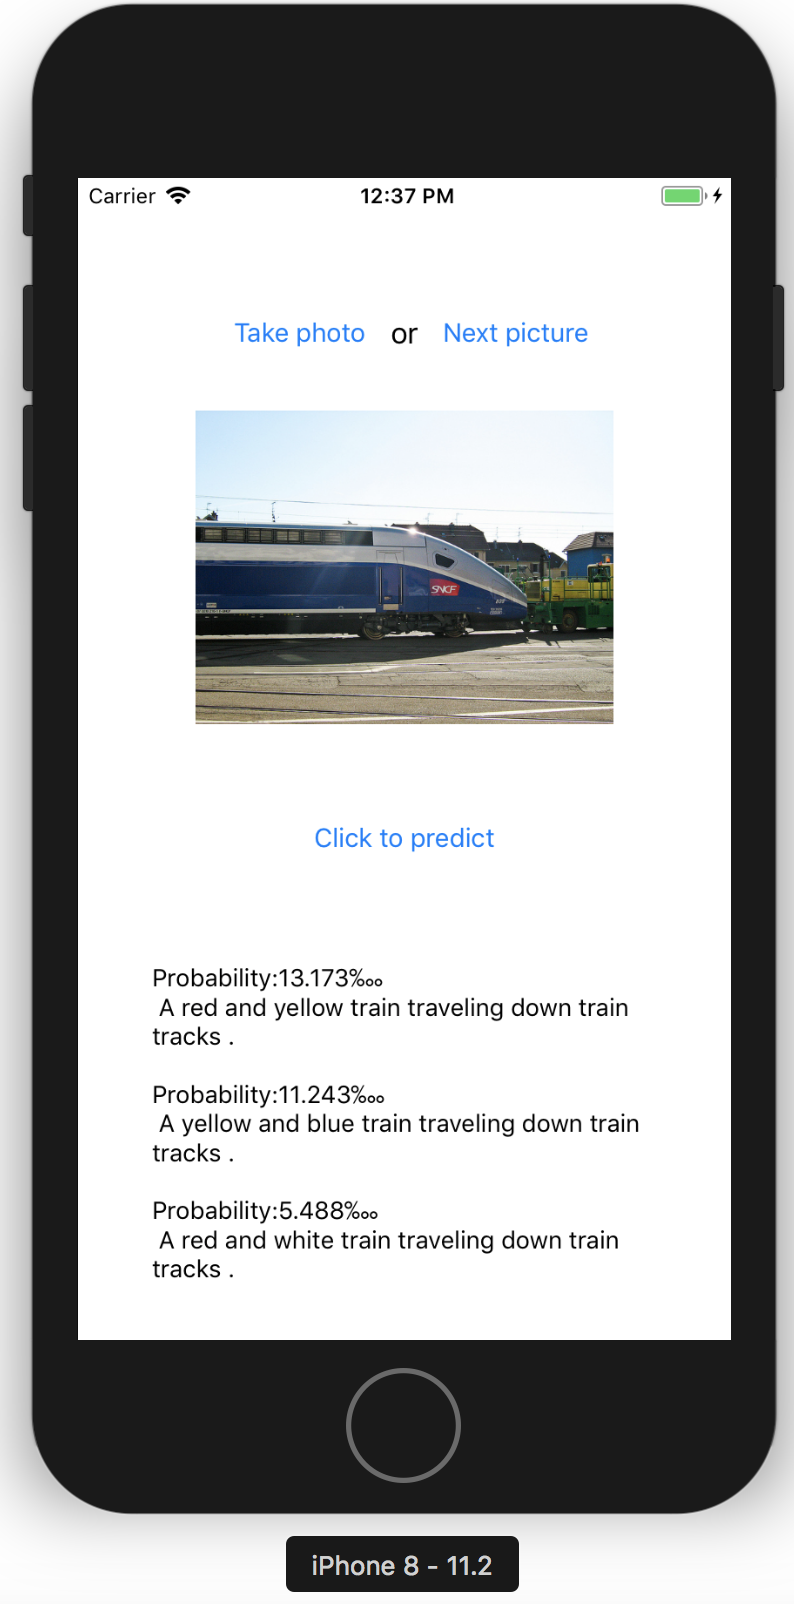 Carrier 12:37 PM
Take photo or Next picture
SNCF
Click to predict
Probability:13.173‱
A red and yellow train traveling down train
tracks .
Probability:11.243‱
A yellow and blue train traveling down train
tracks .
Probability:5.488‱
A red and white train traveling down train
tracks .
iPhone 8 - 11.2